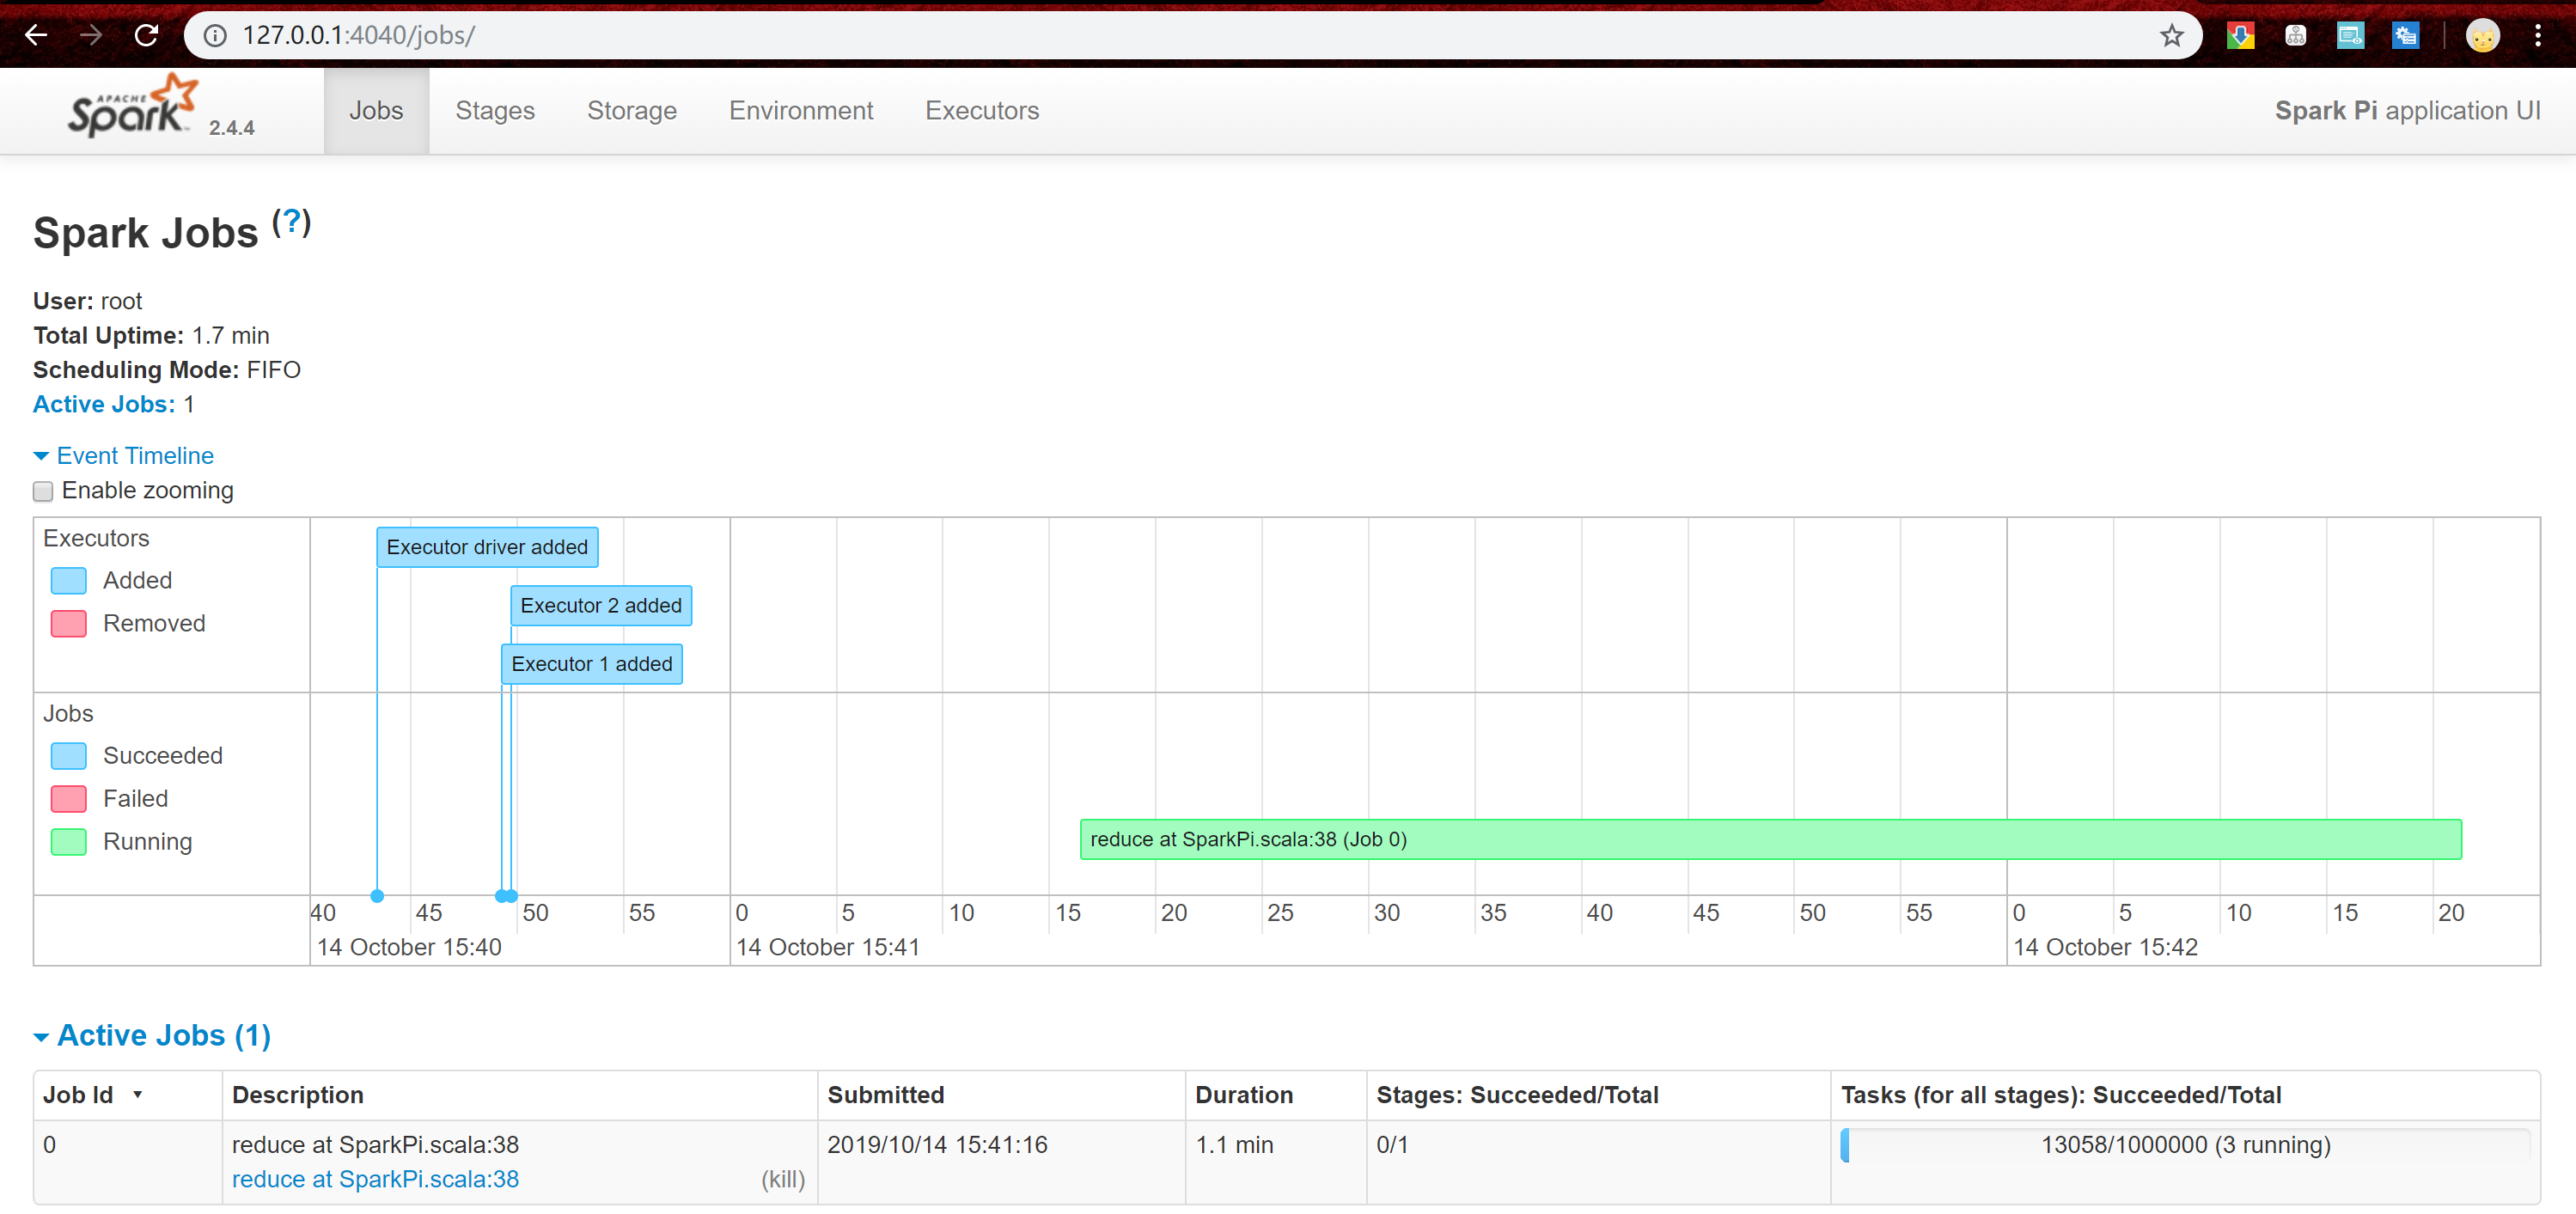 127.0.0.1:4040/jobs/
APACHE
Spark™ 2.4.4
Jobs Stages Storage Environment Executors Spark Pi application UI
Spark Jobs (?)
User: root
Total Uptime: 1.7 min
Scheduling Mode: FIFO
Active Jobs: 1
Event Timeline
Enable zooming
Executors
Added
Removed
Executor driver added
Executor 2 added
Executor 1 added
Jobs
Succeeded
Failed
Running
reduce at SparkPi.scala:38 (Job 0)
40 45 50 55 0 5 10 15 20 25 30 35 40 45 50 55 0 5 10 15 20
14 October 15:40 14 October 15:41 14 October 15:42
Active Jobs (1)
Job Id ▾ Description Submitted Duration Stages: Succeeded/Total Tasks (for all stages): Succeeded/Total
0 reduce at SparkPi.scala:38 2019/10/14 15:41:16 1.1 min 0/1 13058/1000000 (3 running)
reduce at SparkPi.scala:38 (kill)